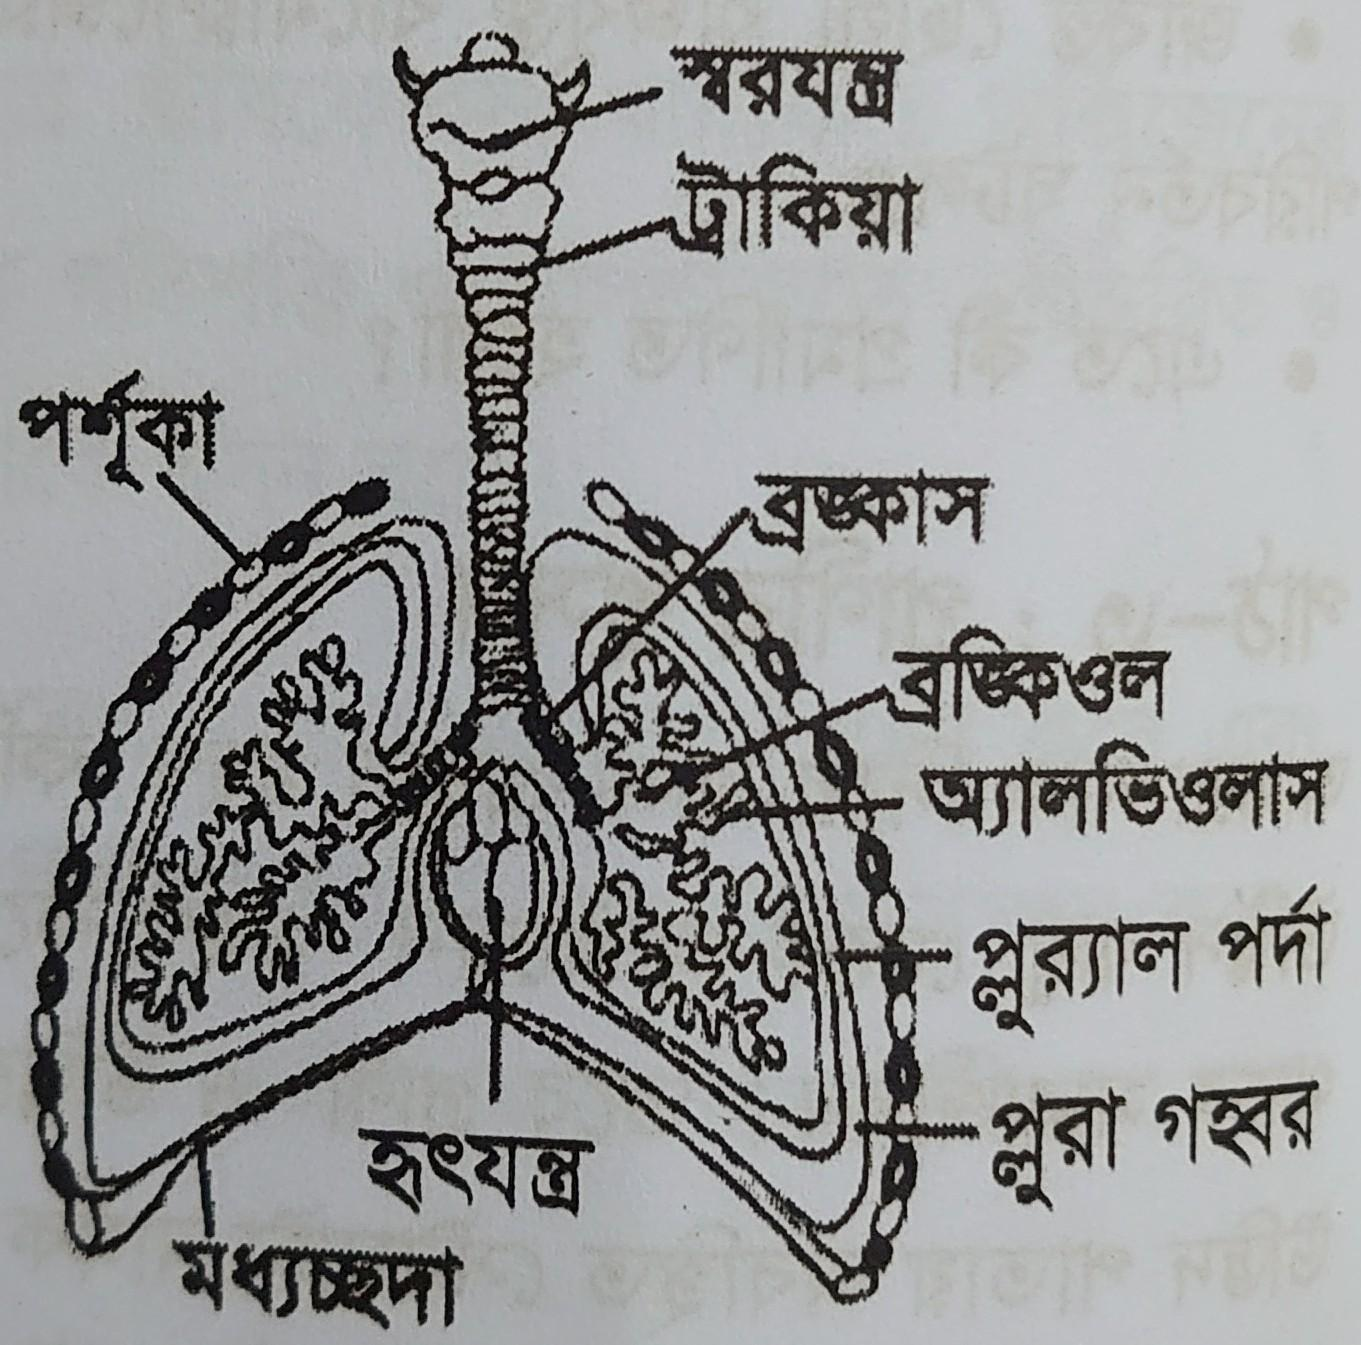 স্বরযন্ত্র
ট্রাকিয়া
পর্শূকা
ব্রঙ্কাস
ব্রঙ্কিওল
অ্যালভিওলাস
প্লুর‍্যাল পর্দা
প্লুরা গহ্বর
হৃৎযন্ত্র
মধ্যচ্ছদা